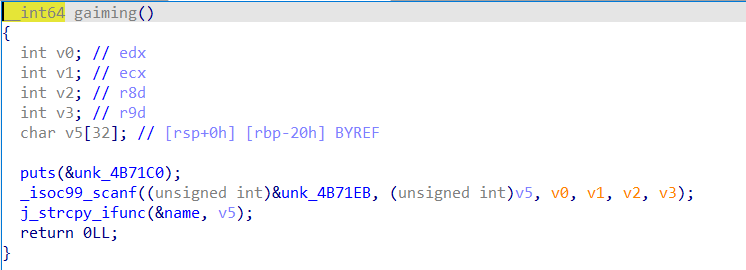 __int64 gaiming()
{
  int v0; // edx
  int v1; // ecx
  int v2; // r8d
  int v3; // r9d
  char v5[32]; // [rsp+0h] [rbp-20h] BYREF

  puts(&unk_4B71C0);
  _isoc99_scanf((unsigned int)&unk_4B71EB, (unsigned int)v5, v0, v1, v2, v3);
  j_strcpy_ifunc(&name, v5);
  return 0LL;
}